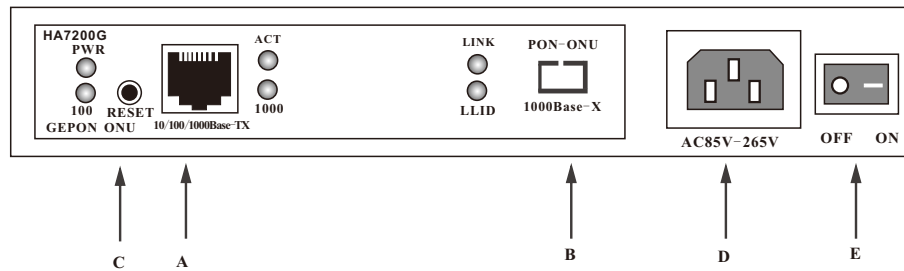 HA7200G
PWR
100
RESET
GEPON ONU
10/100/1000Base-TX
ACT
1000
LINK
LLID
PON-ONU
1000Base-X
AC85V-265V
OFF ON
C
A
B
D
E